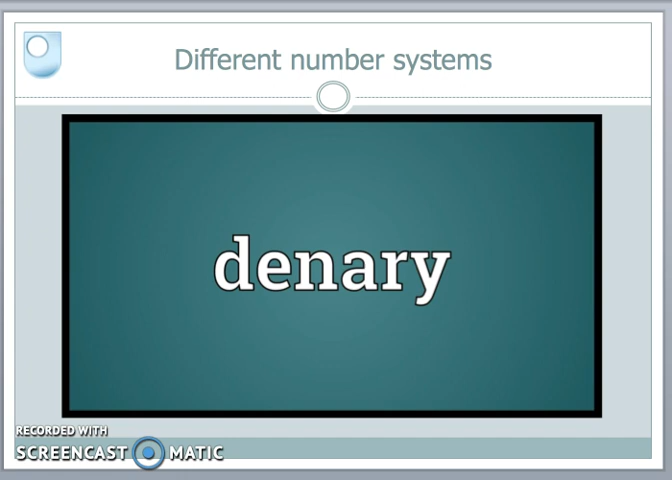 Different number systems
denary
RECORDED WITH
SCREENCAST MATIC